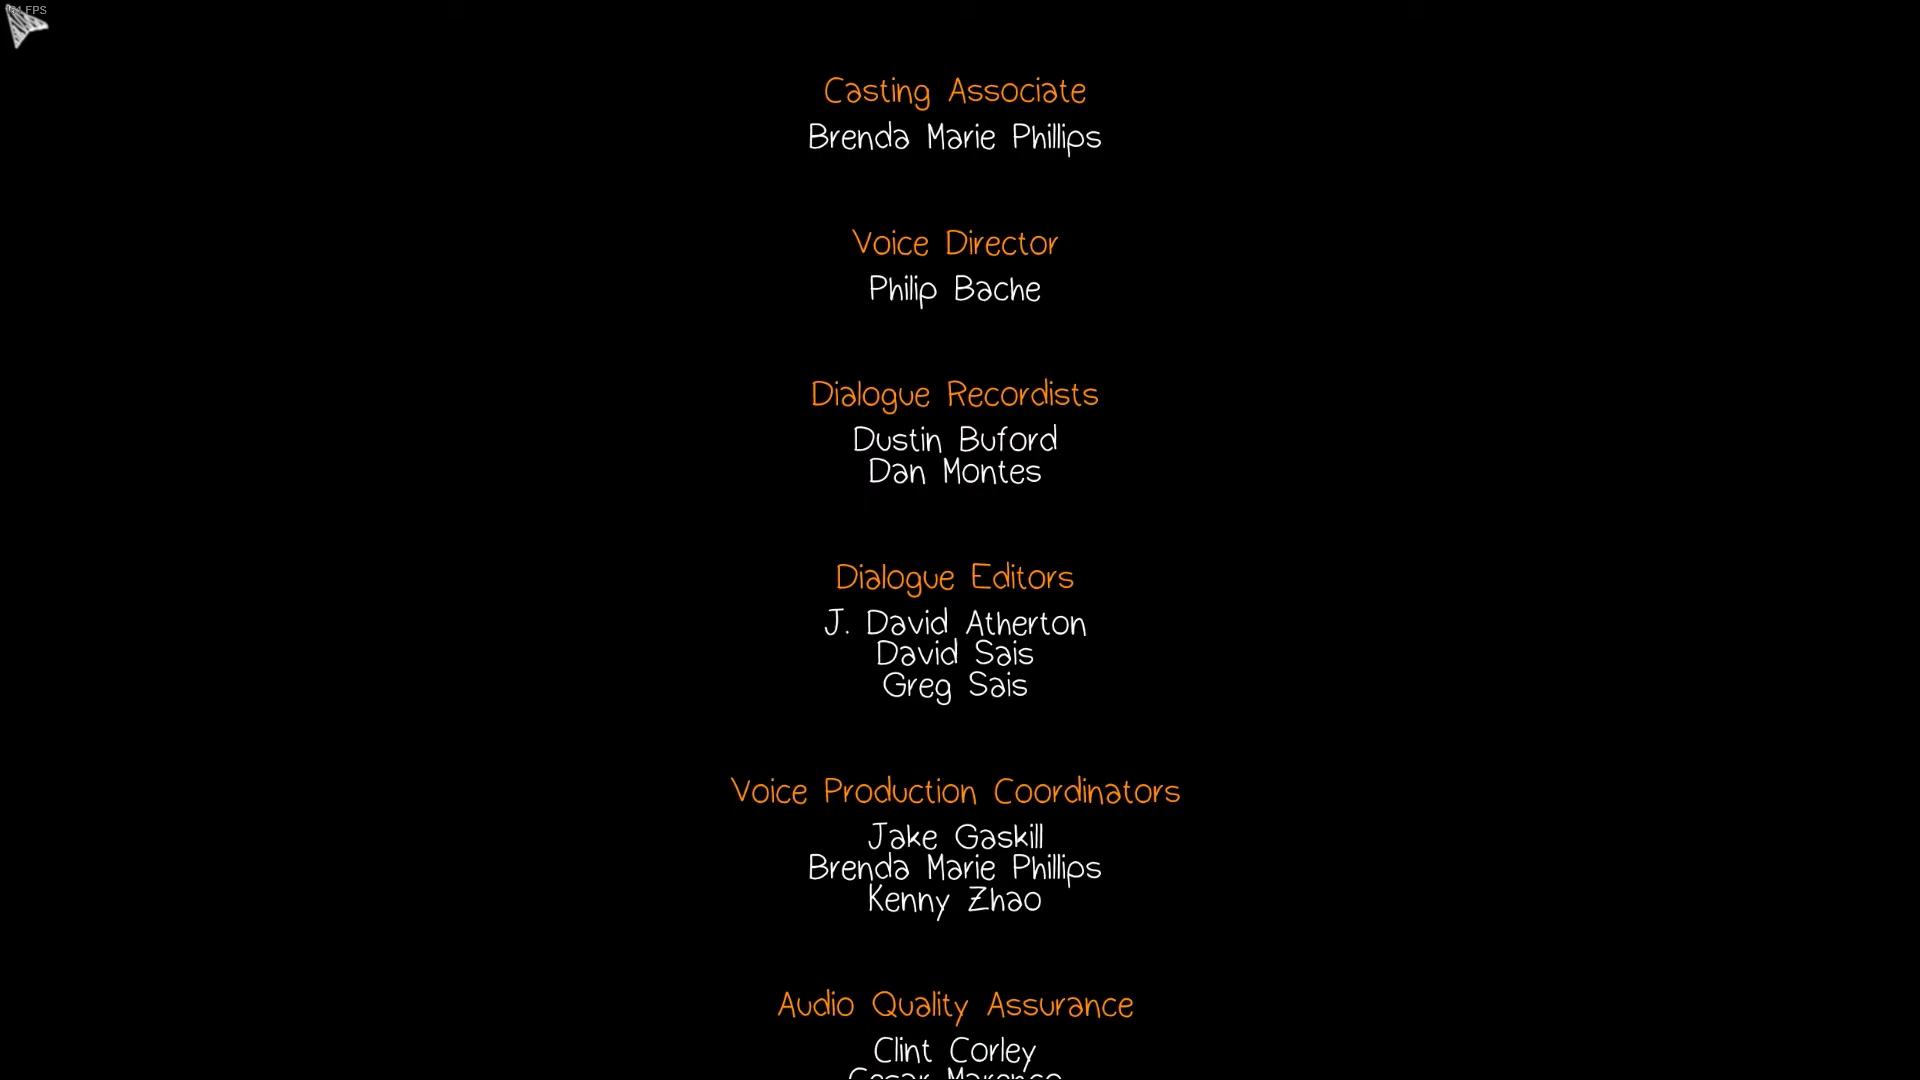 FPS
Casting Associate
Brenda Marie Phillips
Voice Director
Philip Bache
Dialogue Recordists
Dustin Buford
Dan Montes
Dialogue Editors
J. David Atherton
David Sais
Greg Sais
Voice Production Coordinators
Jake Gaskill
Brenda Marie Phillips
Kenny Zhao
Audio Quality Assurance
Clint Corley